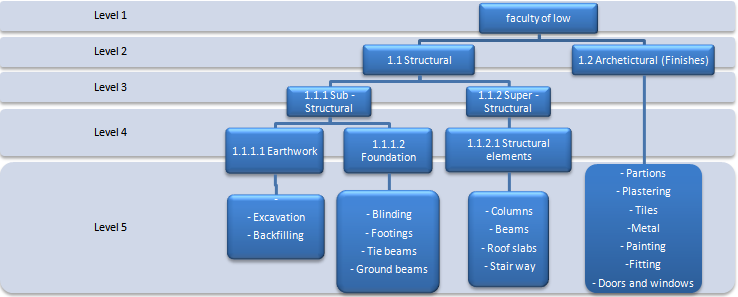 Level 1
faculty of low
Level 2
1.1 Structural
1.2 Archetictural (Finishes)
Level 3
1.1.1 Sub -
Structural
1.1.2 Super -
Structural
Level 4
1.1.1.1 Earthwork
1.1.1.2
Foundation
1.1.2.1 Structural
elements
Level 5
-
- Excavation
- Backfilling
- Blinding
- Footings
- Tie beams
- Ground beams
- Columns
- Beams
- Roof slabs
- Stair way
- Partions
- Plastering
- Tiles
-Metal
- Painting
-Fitting
- Doors and windows